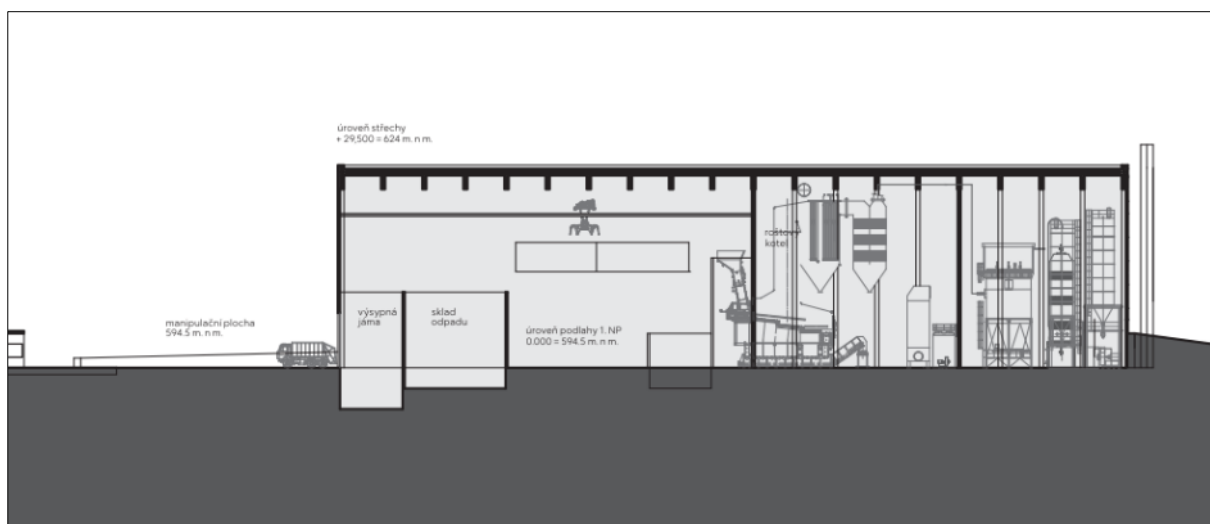 úroveň střechy
+ 29,500 = 624 m. n m.
roštový
kotel
výsypná
jáma
sklad
odpadu
manipulační plocha
594.5 m. n m.
úroveň podlahy 1. NP
0.000 = 594.5 m. n m.